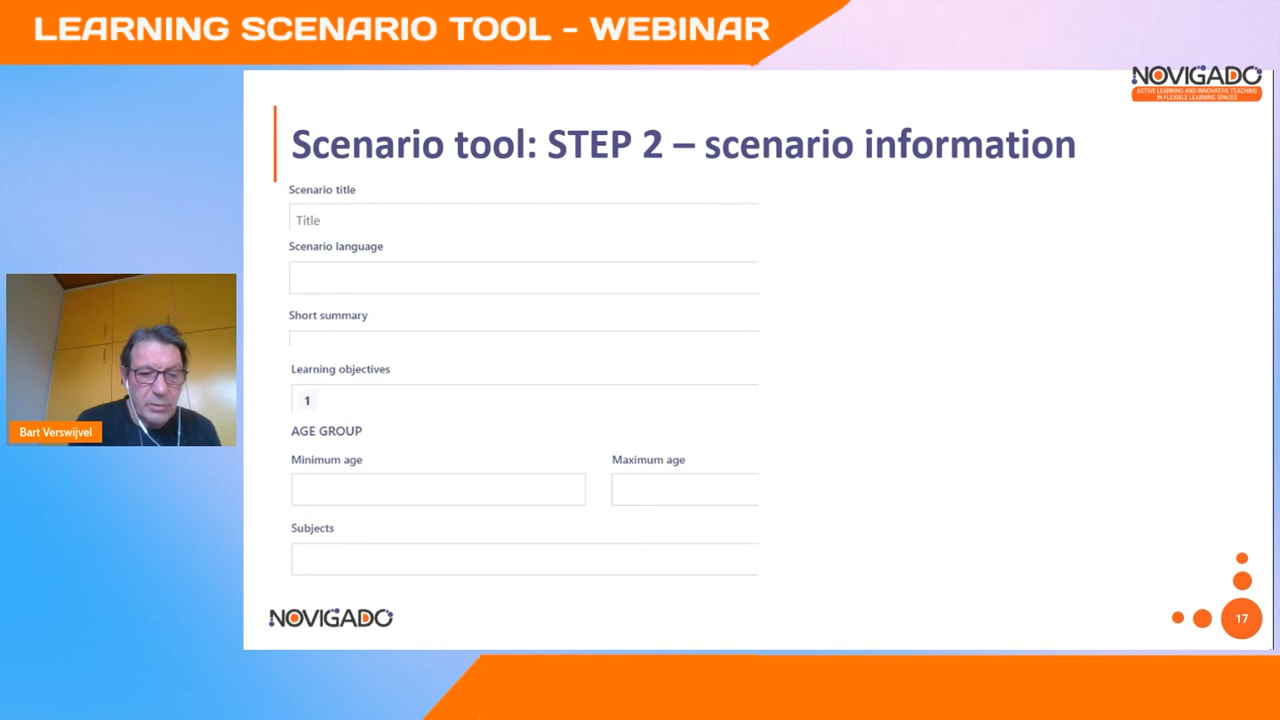 LEARNING SCENARIO TOOL - WEBINAR
NOVIGADO
ACTIVE LEARNING AND INNOVATIVE TEACHING
IN FLEXIBLE LEARNING SPACES
Scenario tool: STEP 2 – scenario information
Scenario title
Title
Scenario language
Short summary
Learning objectives
1
AGE GROUP
Minimum age
Maximum age
Subjects
Bart Verswijvel
NOVIGADO
17